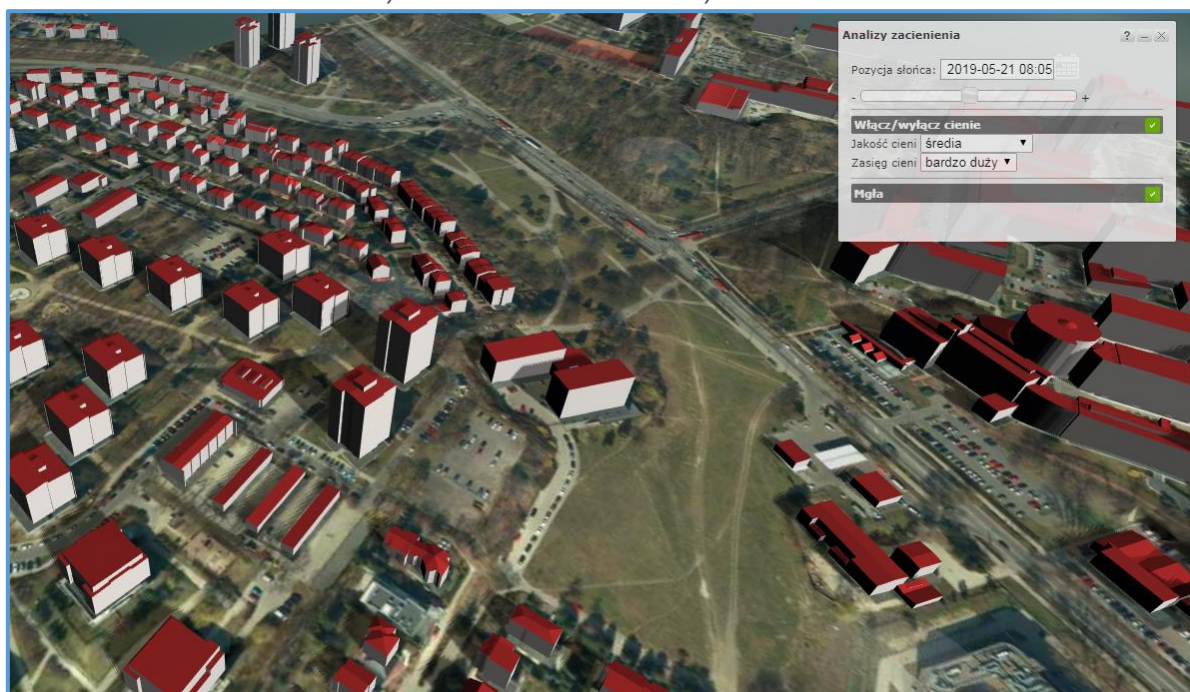 Analizy zacienienia ? – ×
Pozycja słońca: 2019-05-21 08:05
- +
Włącz/wyłącz cienie
Jakość cieni średia
Zasięg cieni bardzo duży
Mgła